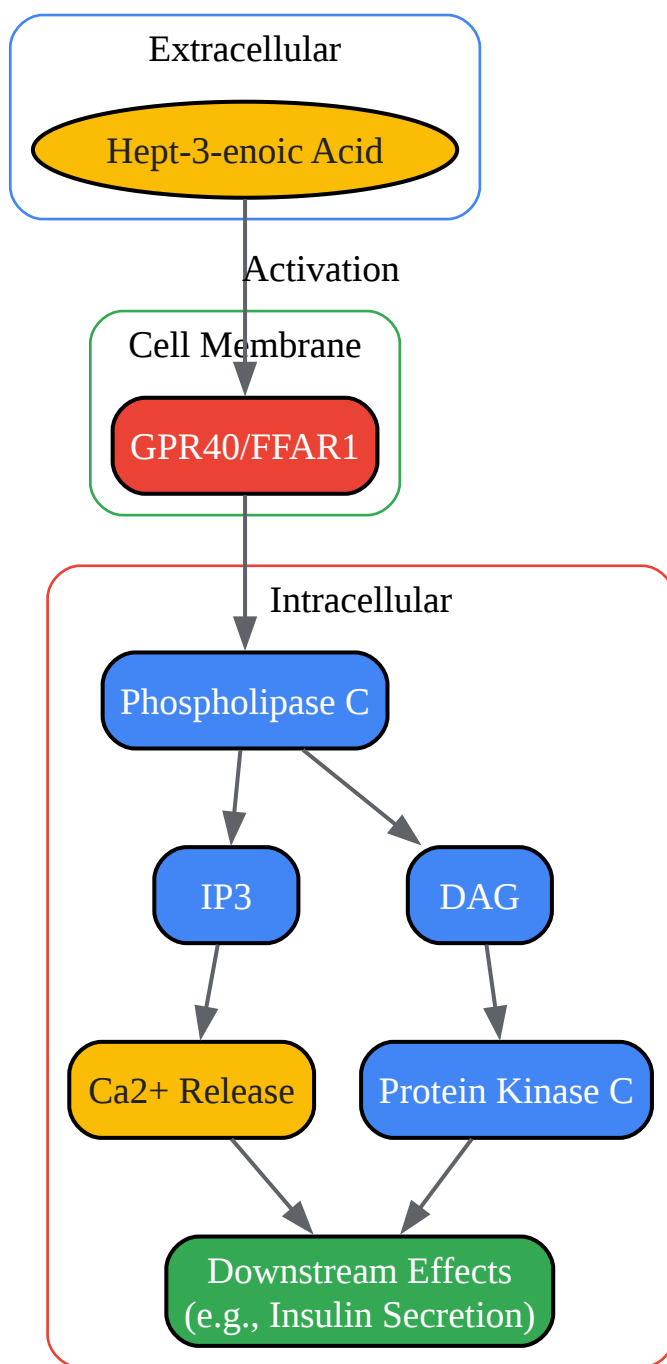 Extracellular
Hept-3-enoic Acid
Activation
Cell Membrane
GPR40/FFAR1
Intracellular
Phospholipase C
IP3
DAG
Ca2+ Release
Protein Kinase C
Downstream Effects
(e.g., Insulin Secretion)